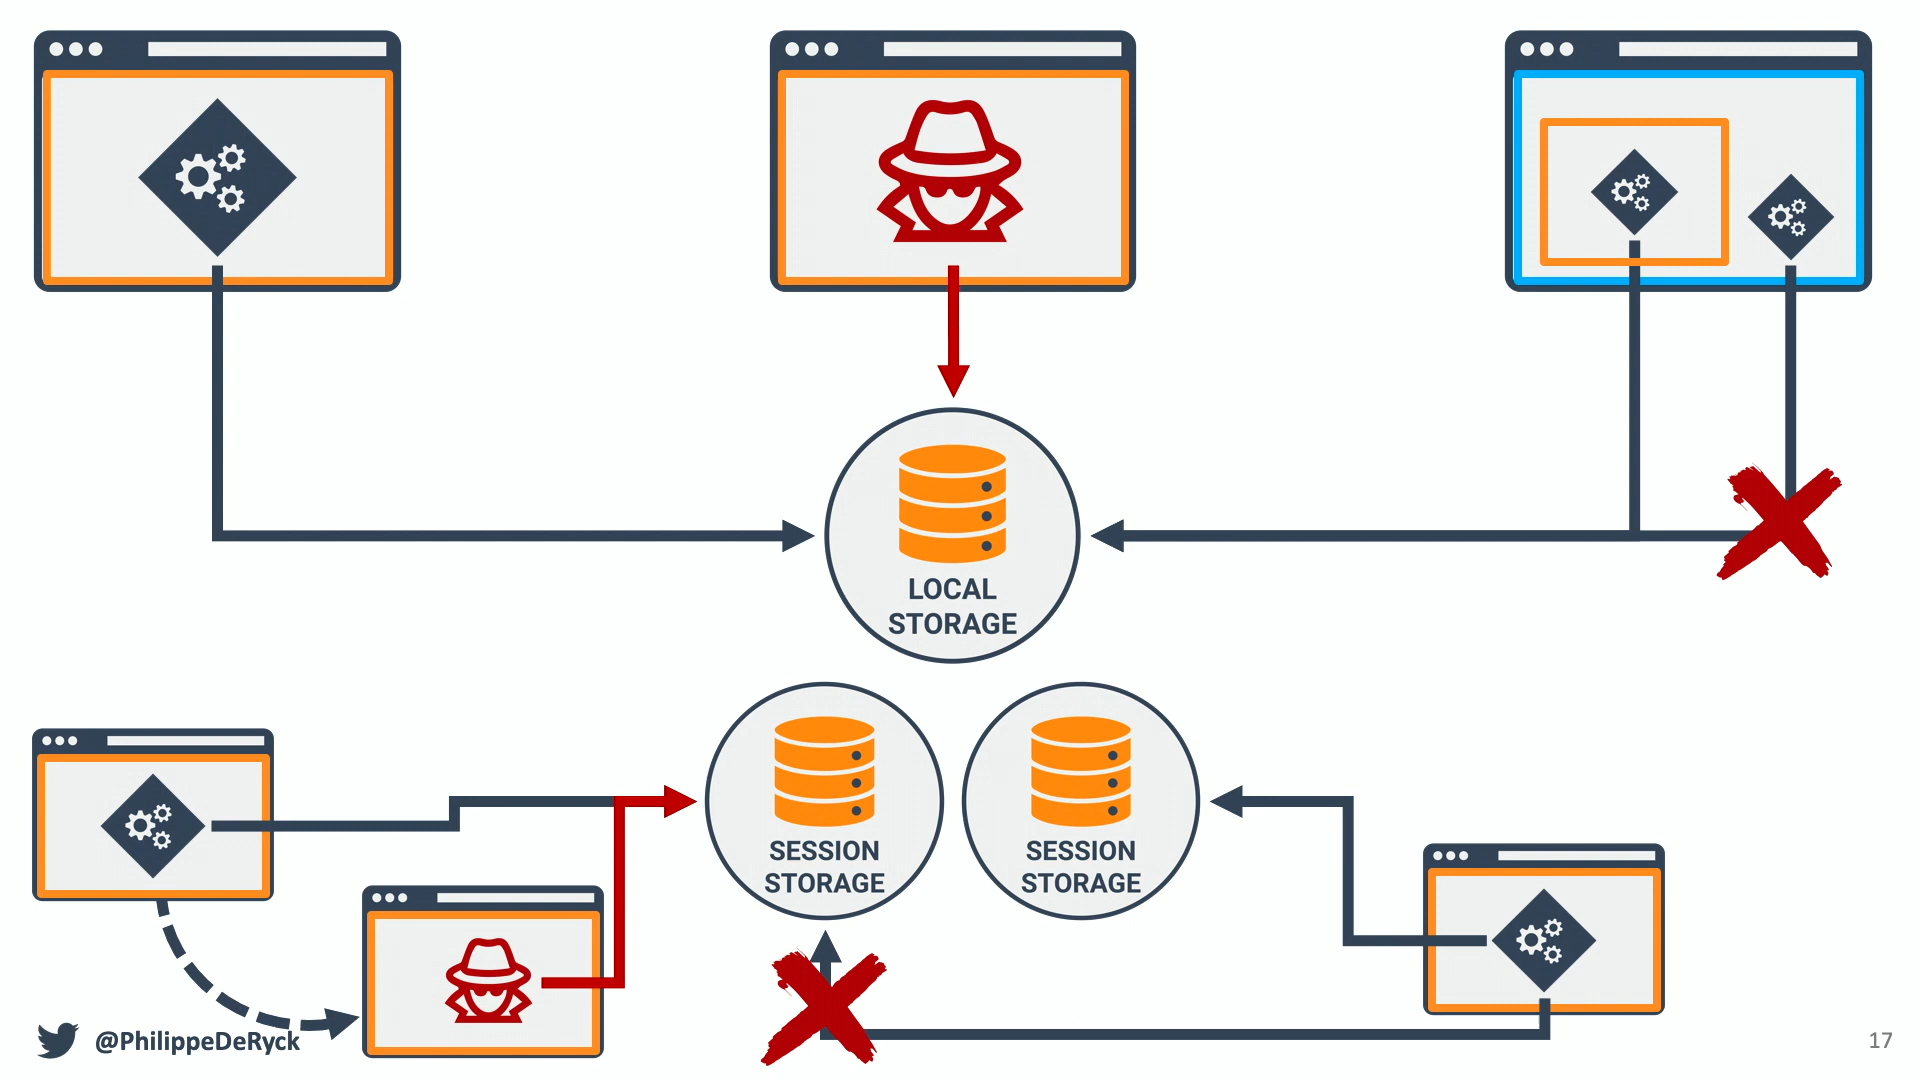 LOCAL
STORAGE
SESSION
STORAGE
SESSION
STORAGE
@PhilippeDeRyck
17